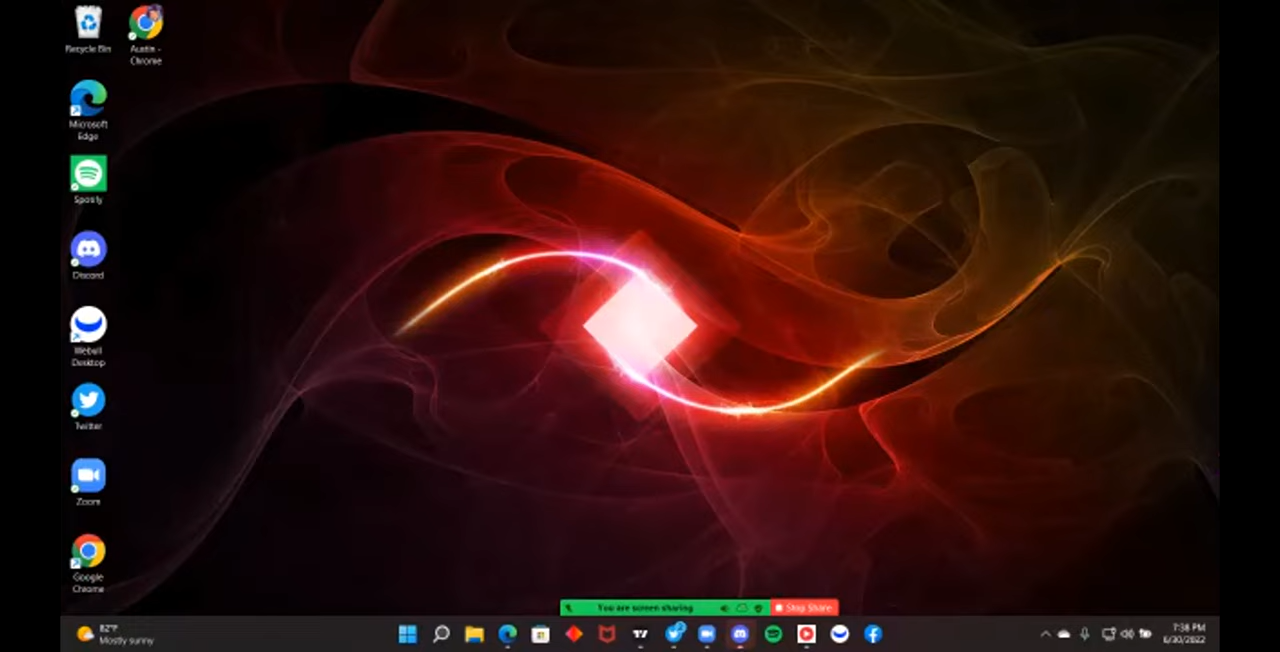 Recycle Bin
Austin -
Chrome
Microsoft
Edge
Spotify
Discord
Webull
Desktop
Twitter
Zoom
Google
Chrome
You are screen sharing
Stop Share
82°F
Mostly sunny
2
7:38 PM
6/30/2022